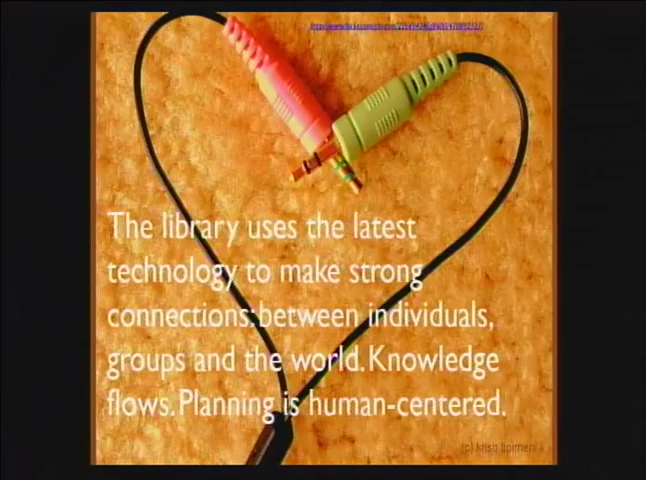 The library uses the latest
technology to make strong
connections: between individuals,
groups and the world. Knowledge
flows. Planning is human-centered.